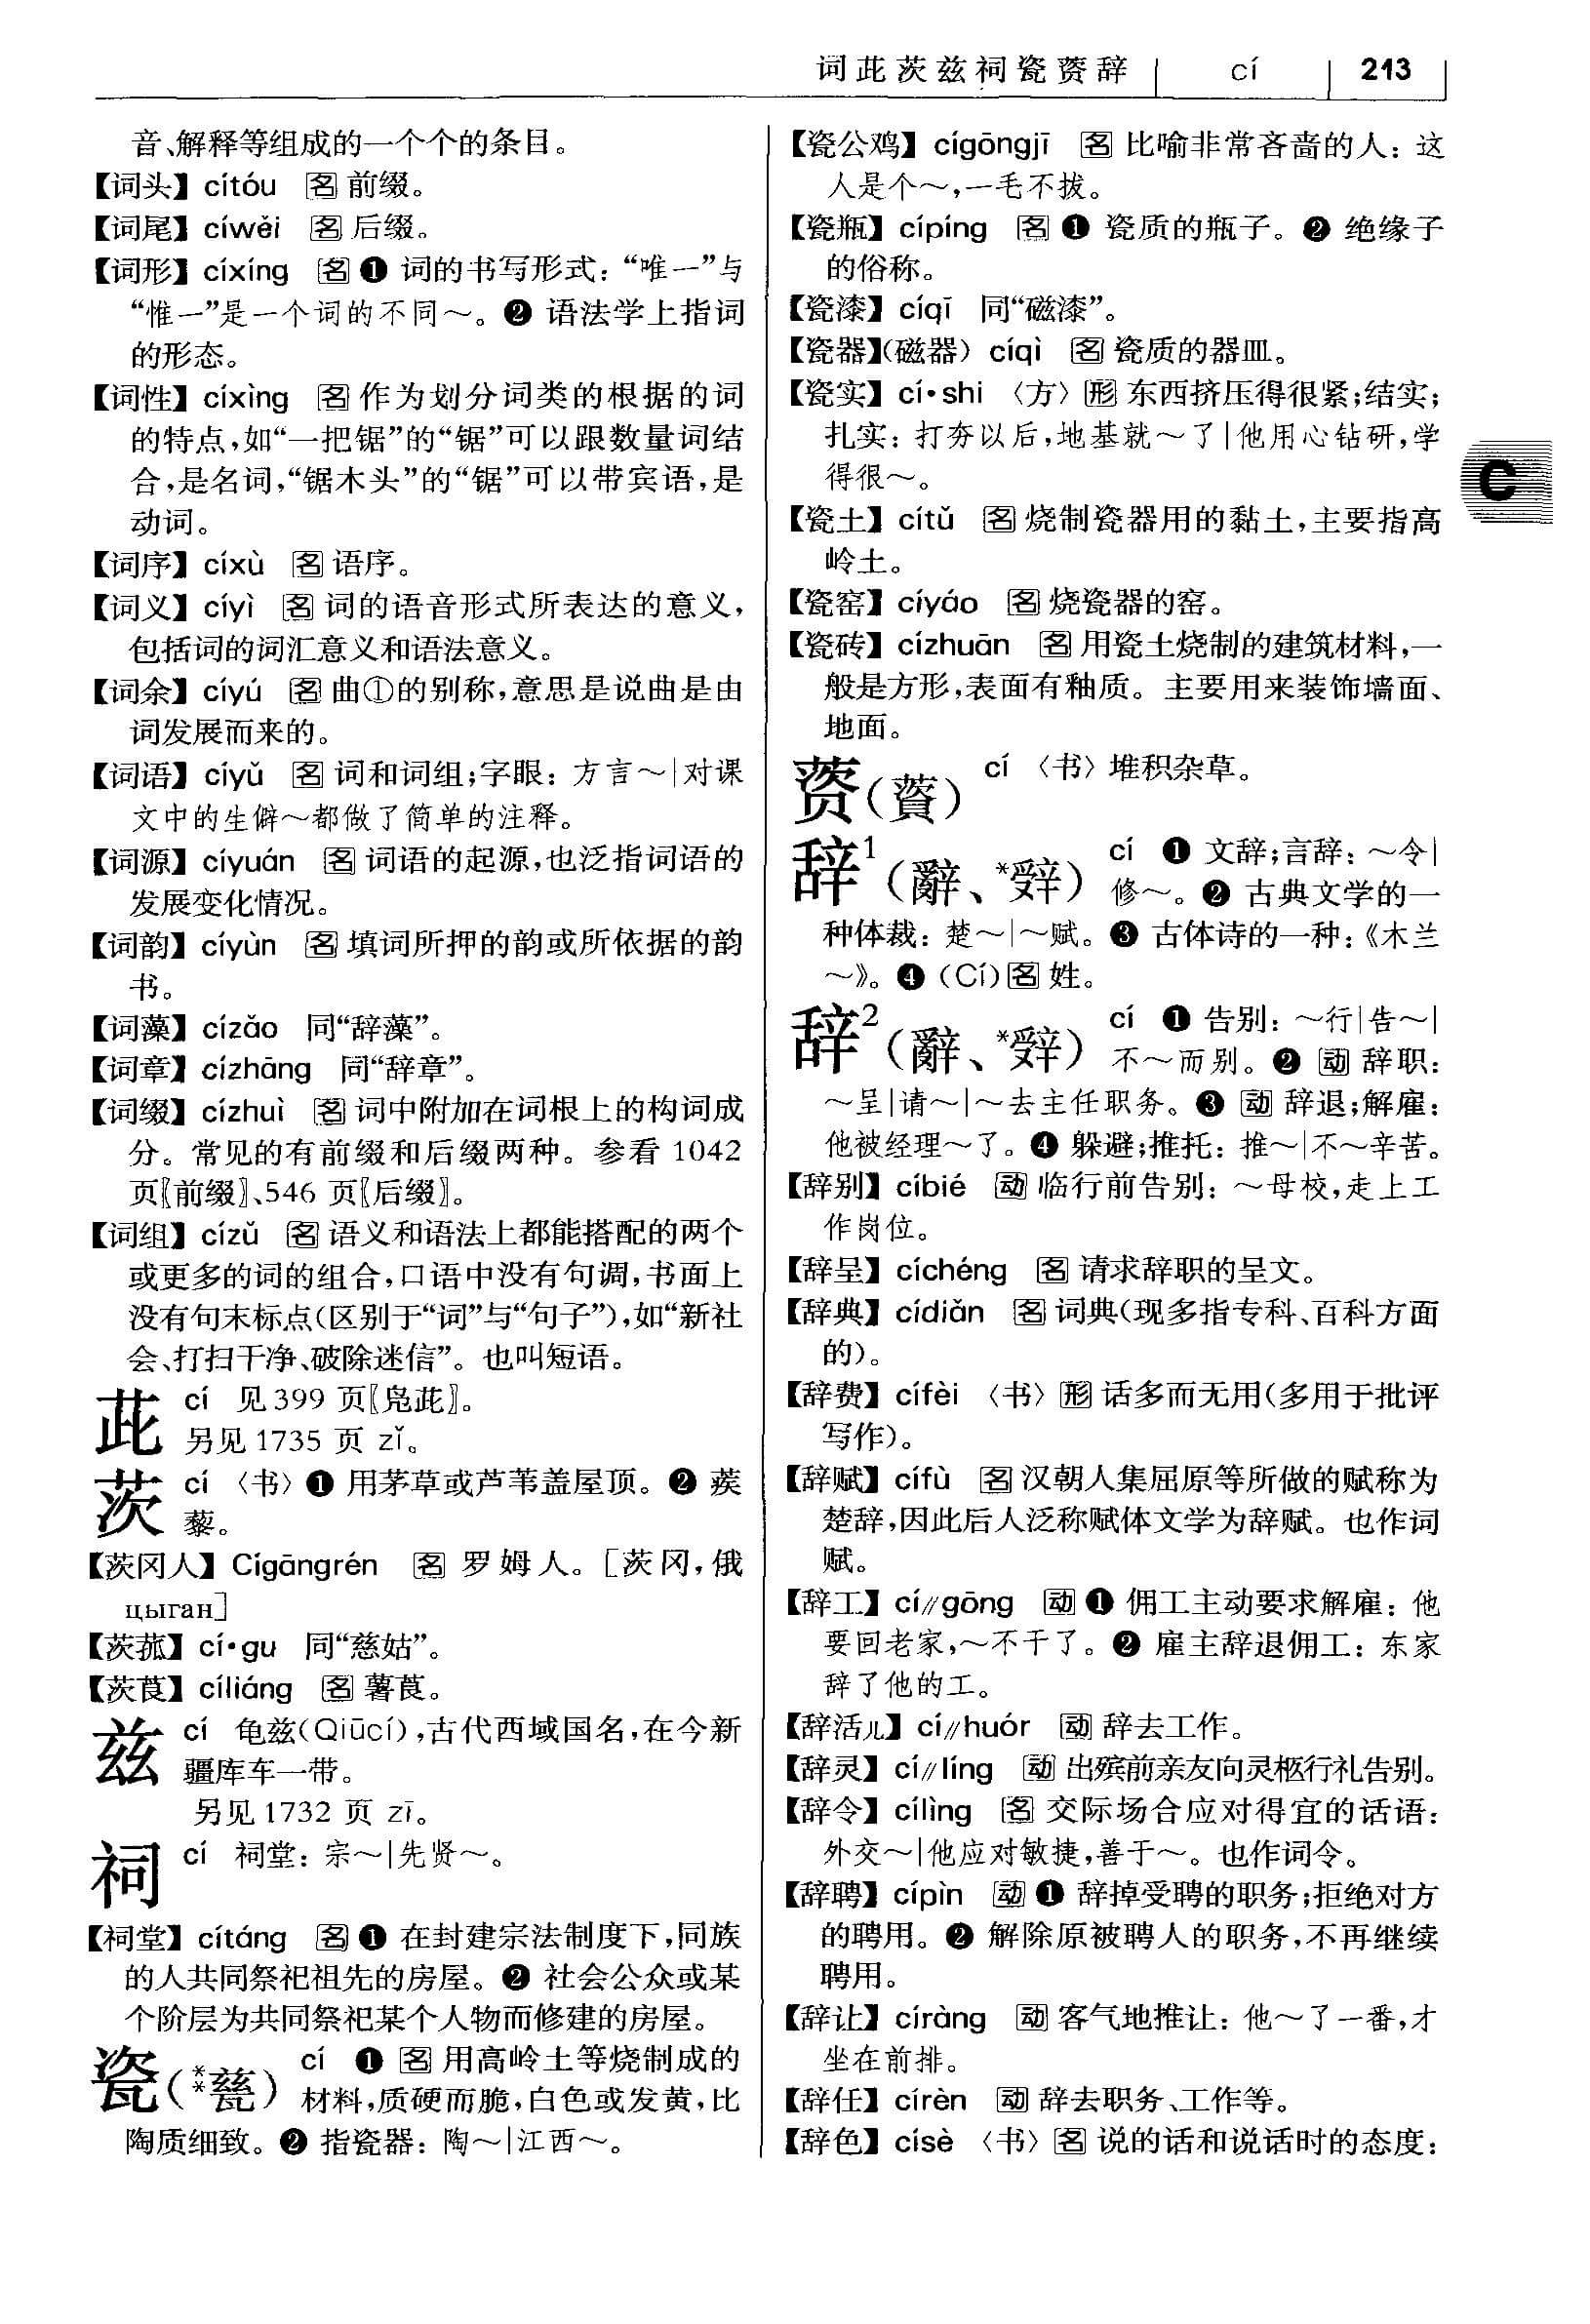 词茈茨兹祠瓷薋辞 cí 213
音、解释等组成的一个个的条目。
【词头】cítóu 名 前缀。
【词尾】cíwěi 名 后缀。
【词形】cíxíng 名 ❶ 词的书写形式：“唯一”与
“惟一”是一个词的不同～。❷ 语法学上指词
的形态。
【词性】cíxìng 名 作为划分词类的根据的词
的特点，如“一把锯”的“锯”可以跟数量词结
合，是名词，“锯木头”的“锯”可以带宾语，是
动词。
【词序】cíxù 名 语序。
【词义】cíyì 名 词的语音形式所表达的意义，
包括词的词汇意义和语法意义。
【词余】cíyú 名 曲①的别称，意思是说曲是由
词发展而来的。
【词语】cíyǔ 名 词和词组；字眼：方言～|对课
文中的生僻～都做了简单的注释。
【词源】cíyuán 名 词语的起源，也泛指词语的
发展变化情况。
【词韵】cíyùn 名 填词所押的韵或所依据的韵
书。
【词藻】cízǎo 同“辞藻”。
【词章】cízhāng 同“辞章”。
【词缀】cízhuì 名 词中附加在词根上的构词成
分。常见的有前缀和后缀两种。参看 1042
页〖前缀〗、546 页〖后缀〗。
【词组】cízǔ 名 语义和语法上都能搭配的两个
或更多的词的组合，口语中没有句调，书面上
没有句末标点（区别于“词”与“句子”），如“新社
会、打扫干净、破除迷信”。也叫短语。
茈 cí 见 399 页〖凫茈〗。
另见 1735 页 zǐ。
茨 cí 〈书〉❶ 用茅草或芦苇盖屋顶。❷ 蒺
藜。
【茨冈人】Cígāngrén 名 罗姆人。[茨冈，俄
цыган]
【茨菰】cí·gu 同“慈姑”。
【茨莨】cíliáng 名 薯莨。
兹 cí 龟兹（Qiūcí），古代西域国名，在今新
疆库车一带。
另见 1732 页 zī。
祠 cí 祠堂：宗～|先贤～。
【祠堂】cítáng 名 ❶ 在封建宗法制度下，同族
的人共同祭祀祖先的房屋。❷ 社会公众或某
个阶层为共同祭祀某个人物而修建的房屋。
瓷（**甆） cí ❶ 名 用高岭土等烧制成的
材料，质硬而脆，白色或发黄，比
陶质细致。❷ 指瓷器：陶～|江西～。
【瓷公鸡】cígōngjī 名 比喻非常吝啬的人：这
人是个～，一毛不拔。
【瓷瓶】cípíng 名 ❶ 瓷质的瓶子。❷ 绝缘子
的俗称。
【瓷漆】cíqī 同“磁漆”。
【瓷器】（磁器） cíqì 名 瓷质的器皿。
【瓷实】cí·shi 〈方〉形 东西挤压得很紧；结实；
扎实：打夯以后，地基就～了|他用心钻研，学
得很～。
【瓷土】cítǔ 名 烧制瓷器用的黏土，主要指高
岭土。
【瓷窑】cíyáo 名 烧瓷器的窑。
【瓷砖】cízhuān 名 用瓷土烧制的建筑材料，一
般是方形，表面有釉质。主要用来装饰墙面、
地面。
薋（薋） cí 〈书〉堆积杂草。
辞¹（辭、*辤） cí ❶ 文辞；言辞：～令|
修～。❷ 古典文学的一
种体裁：楚～|～赋。❸ 古体诗的一种：《木兰
～》。❹（Cí）名 姓。
辞²（辭、*辤） cí ❶ 告别：～行|告～|
不～而别。❷ 动 辞职：
～呈|请～|～去主任职务。❸ 动 辞退；解雇：
他被经理～了。❹ 躲避；推托：推～|不～辛苦。
【辞别】cíbié 动 临行前告别：～母校，走上工
作岗位。
【辞呈】cíchéng 名 请求辞职的呈文。
【辞典】cídiǎn 名 词典（现多指专科、百科方面
的）。
【辞费】cífèi 〈书〉形 话多而无用（多用于批评
写作）。
【辞赋】cífù 名 汉朝人集屈原等所做的赋称为
楚辞，因此后人泛称赋体文学为辞赋。也作词
赋。
【辞工】cí//gōng 动 ❶ 佣工主动要求解雇：他
要回老家，～不干了。❷ 雇主辞退佣工：东家
辞了他的工。
【辞活儿】cí//huór 动 辞去工作。
【辞灵】cí//líng 动 出殡前亲友向灵柩行礼告别。
【辞令】cílìng 名 交际场合应对得宜的话语：
外交～|他应对敏捷，善于～。也作词令。
【辞聘】cípìn 动 ❶ 辞掉受聘的职务；拒绝对方
的聘用。❷ 解除原被聘人的职务，不再继续
聘用。
【辞让】círàng 动 客气地推让：他～了一番，才
坐在前排。
【辞任】círèn 动 辞去职务、工作等。
【辞色】císè 〈书〉名 说的话和说话时的态度：
C